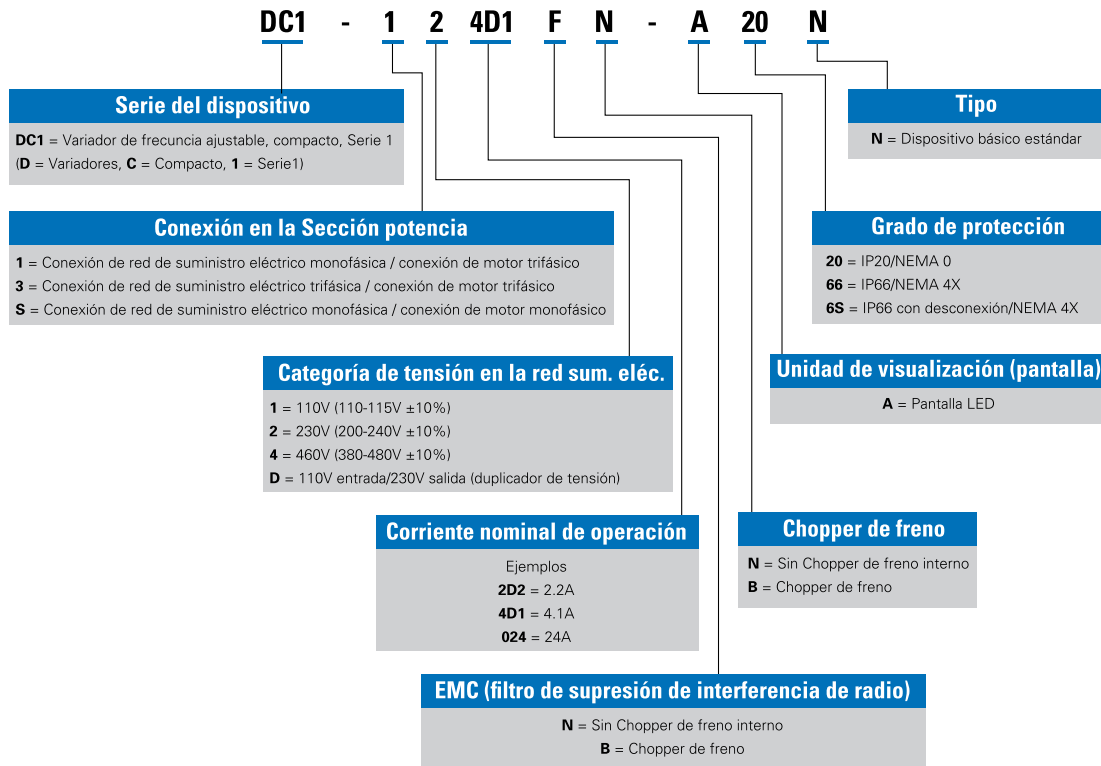 DC1 - 1 2 4D1 F N - A 20 N
Serie del dispositivo
DC1 = Variador de frecuncia ajustable, compacto, Serie 1
(D = Variadores, C = Compacto, 1 = Serie1)
Tipo
N = Dispositivo básico estándar
Conexión en la Sección potencia
1 = Conexión de red de suministro eléctrico monofásica / conexión de motor trifásico
3 = Conexión de red de suministro eléctrico trifásica / conexión de motor trifásico
S = Conexión de red de suministro eléctrico monofásica / conexión de motor monofásico
Grado de protección
20 = IP20/NEMA 0
66 = IP66/NEMA 4X
6S = IP66 con desconexión/NEMA 4X
Categoría de tensión en la red sum. eléc.
1 = 110V (110-115V ±10%)
2 = 230V (200-240V ±10%)
4 = 460V (380-480V ±10%)
D = 110V entrada/230V salida (duplicador de tensión)
Unidad de visualización (pantalla)
A = Pantalla LED
Corriente nominal de operación
Ejemplos
2D2 = 2.2A
4D1 = 4.1A
024 = 24A
Chopper de freno
N = Sin Chopper de freno interno
B = Chopper de freno
EMC (filtro de supresión de interferencia de radio)
N = Sin Chopper de freno interno
B = Chopper de freno